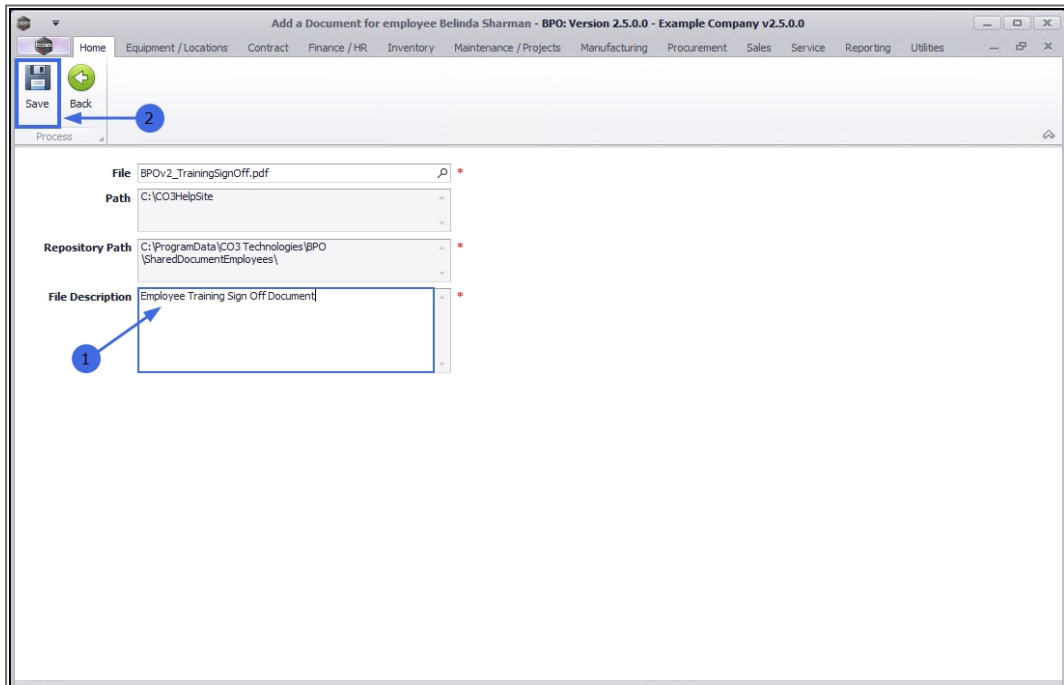 Add a Document for employee Belinda Sharman - BPO: Version 2.5.0.0 - Example Company v2.5.0.0
Home Equipment / Locations Contract Finance / HR Inventory Maintenance / Projects Manufacturing Procurement Sales Service Reporting Utilities
Save Back
2
Process
File BPOv2_TrainingSignOff.pdf *
Path C:\CO3HelpSite
Repository Path C:\ProgramData\CO3 Technologies\BPO *
\SharedDocumentEmployees\
File Description Employee Training Sign Off Document *
1